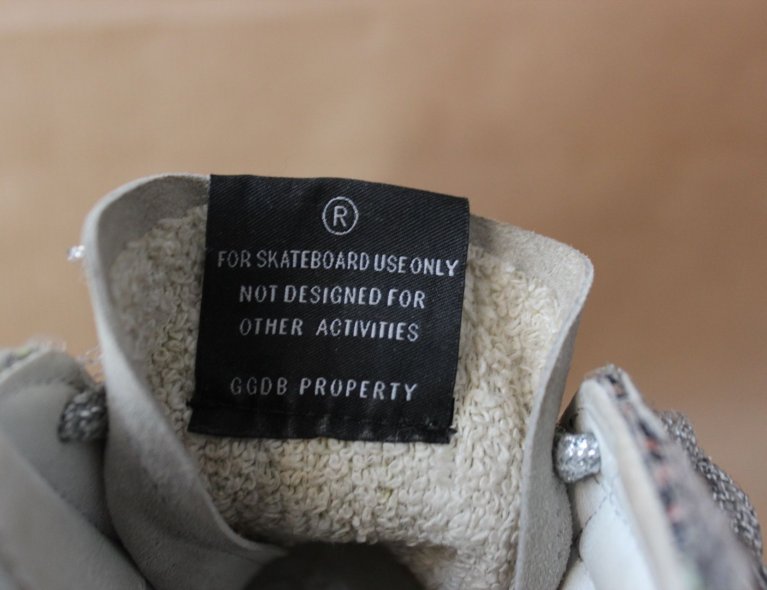 ®
FOR SKATEBOARD USE ONLY
NOT DESIGNED FOR
OTHER ACTIVITIES
GGDB PROPERTY